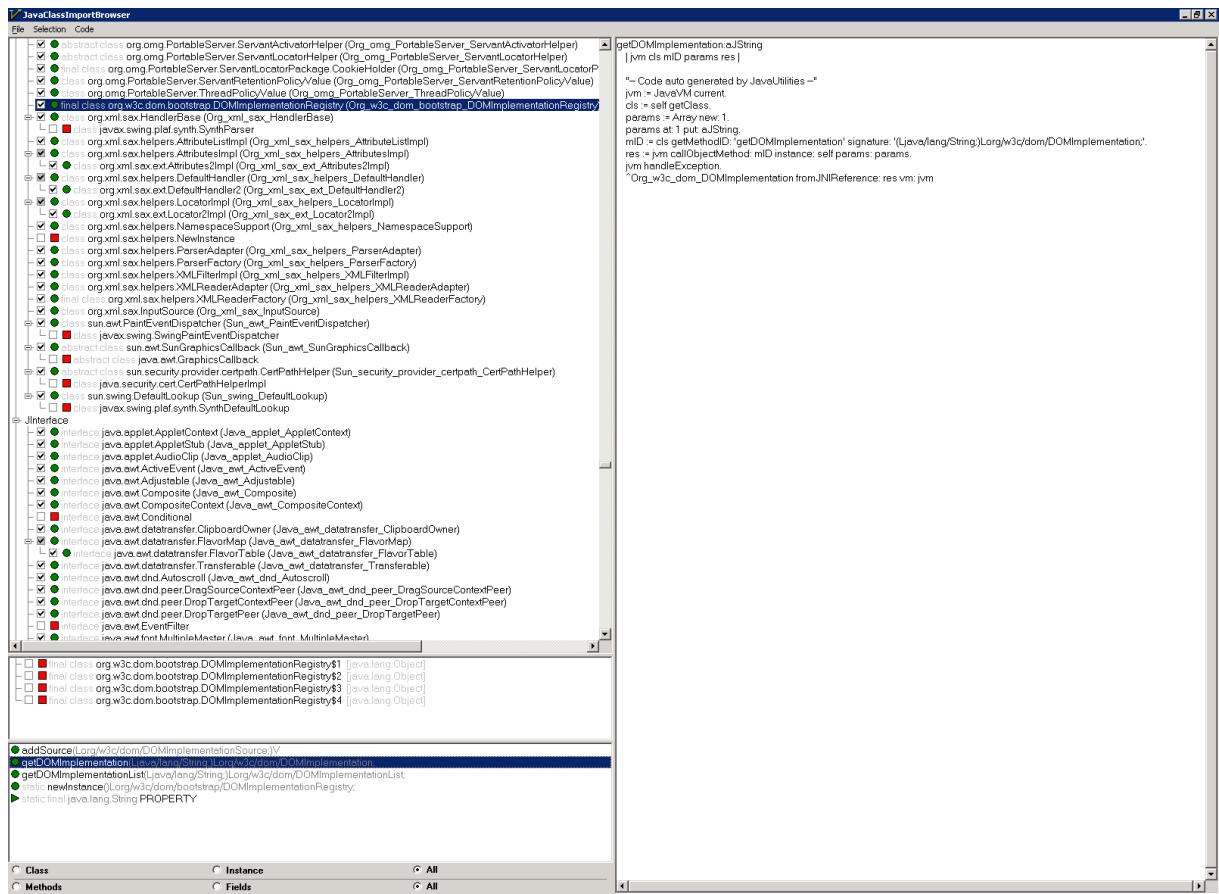 JavaClassImportBrowser
File Selection Code
abstract class org.omg.PortableServer.ServantActivatorHelper (Org_omg_PortableServer_ServantActivatorHelper)
abstract class org.omg.PortableServer.ServantLocatorHelper (Org_omg_PortableServer_ServantLocatorHelper)
final class org.omg.PortableServer.ServantLocatorPackage.CookieHolder (Org_omg_PortableServer_ServantLocatorP
class org.omg.PortableServer.ServantRetentionPolicyValue (Org_omg_PortableServer_ServantRetentionPolicyValue)
class org.omg.PortableServer.ThreadPolicyValue (Org_omg_PortableServer_ThreadPolicyValue)
final class org.w3c.dom.bootstrap.DOMImplementationRegistry (Org_w3c_dom_bootstrap_DOMImplementationRegistry
class org.xml.sax.HandlerBase (Org_xml_sax_HandlerBase)
class javax.swing.plaf.synth.SynthParser
class org.xml.sax.helpers.AttributeListImpl (Org_xml_sax_helpers_AttributeListImpl)
class org.xml.sax.helpers.AttributesImpl (Org_xml_sax_helpers_AttributesImpl)
class org.xml.sax.ext.Attributes2Impl (Org_xml_sax_ext_Attributes2Impl)
class org.xml.sax.helpers.DefaultHandler (Org_xml_sax_helpers_DefaultHandler)
class org.xml.sax.ext.DefaultHandler2 (Org_xml_sax_ext_DefaultHandler2)
class org.xml.sax.helpers.LocatorImpl (Org_xml_sax_helpers_LocatorImpl)
class org.xml.sax.ext.Locator2Impl (Org_xml_sax_ext_Locator2Impl)
class org.xml.sax.helpers.NamespaceSupport (Org_xml_sax_helpers_NamespaceSupport)
class org.xml.sax.helpers.NewInstance
class org.xml.sax.helpers.ParserAdapter (Org_xml_sax_helpers_ParserAdapter)
class org.xml.sax.helpers.ParserFactory (Org_xml_sax_helpers_ParserFactory)
class org.xml.sax.helpers.XMLFilterImpl (Org_xml_sax_helpers_XMLFilterImpl)
class org.xml.sax.helpers.XMLReaderAdapter (Org_xml_sax_helpers_XMLReaderAdapter)
final class org.xml.sax.helpers.XMLReaderFactory (Org_xml_sax_helpers_XMLReaderFactory)
class org.xml.sax.InputSource (Org_xml_sax_InputSource)
class sun.awt.PaintEventDispatcher (Sun_awt_PaintEventDispatcher)
class javax.swing.SwingPaintEventDispatcher
abstract class sun.awt.SunGraphicsCallback (Sun_awt_SunGraphicsCallback)
abstract class java.awt.GraphicsCallback
abstract class sun.security.provider.certpath.CertPathHelper (Sun_security_provider_certpath_CertPathHelper)
class java.security.cert.CertPathHelperImpl
class sun.swing.DefaultLookup (Sun_swing_DefaultLookup)
class javax.swing.plaf.synth.SynthDefaultLookup
JInterface
interface java.applet.AppletContext (Java_applet_AppletContext)
interface java.applet.AppletStub (Java_applet_AppletStub)
interface java.applet.AudioClip (Java_applet_AudioClip)
interface java.awt.ActiveEvent (Java_awt_ActiveEvent)
interface java.awt.Adjustable (Java_awt_Adjustable)
interface java.awt.Composite (Java_awt_Composite)
interface java.awt.CompositeContext (Java_awt_CompositeContext)
interface java.awt.Conditional
interface java.awt.datatransfer.ClipboardOwner (Java_awt_datatransfer_ClipboardOwner)
interface java.awt.datatransfer.FlavorMap (Java_awt_datatransfer_FlavorMap)
interface java.awt.datatransfer.FlavorTable (Java_awt_datatransfer_FlavorTable)
interface java.awt.datatransfer.Transferable (Java_awt_datatransfer_Transferable)
interface java.awt.dnd.Autoscroll (Java_awt_dnd_Autoscroll)
interface java.awt.dnd.peer.DragSourceContextPeer (Java_awt_dnd_peer_DragSourceContextPeer)
interface java.awt.dnd.peer.DropTargetContextPeer (Java_awt_dnd_peer_DropTargetContextPeer)
interface java.awt.dnd.peer.DropTargetPeer (Java_awt_dnd_peer_DropTargetPeer)
interface java.awt.EventFilter
interface java.awt.font.MultipleMaster (Java_awt_font_MultipleMaster)
final class org.w3c.dom.bootstrap.DOMImplementationRegistry$1 [java.lang.Object]
final class org.w3c.dom.bootstrap.DOMImplementationRegistry$2 [java.lang.Object]
final class org.w3c.dom.bootstrap.DOMImplementationRegistry$3 [java.lang.Object]
final class org.w3c.dom.bootstrap.DOMImplementationRegistry$4 [java.lang.Object]
addSource(Lorg/w3c/dom/DOMImplementationSource;)V
getDOMImplementation(Ljava/lang/String;)Lorg/w3c/dom/DOMImplementation;
getDOMImplementationList(Ljava/lang/String;)Lorg/w3c/dom/DOMImplementationList;
static newInstance()Lorg/w3c/dom/bootstrap/DOMImplementationRegistry;
static final java.lang.String PROPERTY
Class Instance All
Methods Fields All
getDOMImplementation:aJString
| jvm cls mID params res |
"-- Code auto generated by JavaUtilities --"
jvm := JavaVM current.
cls := self getClass.
params := Array new: 1.
params at: 1 put: aJString.
mID := cls getMethodID: 'getDOMImplementation' signature: '(Ljava/lang/String;)Lorg/w3c/dom/DOMImplementation;'.
res := jvm callObjectMethod: mID instance: self params: params.
jvm handleException.
^Org_w3c_dom_DOMImplementation fromJNIReference: res vm: jvm